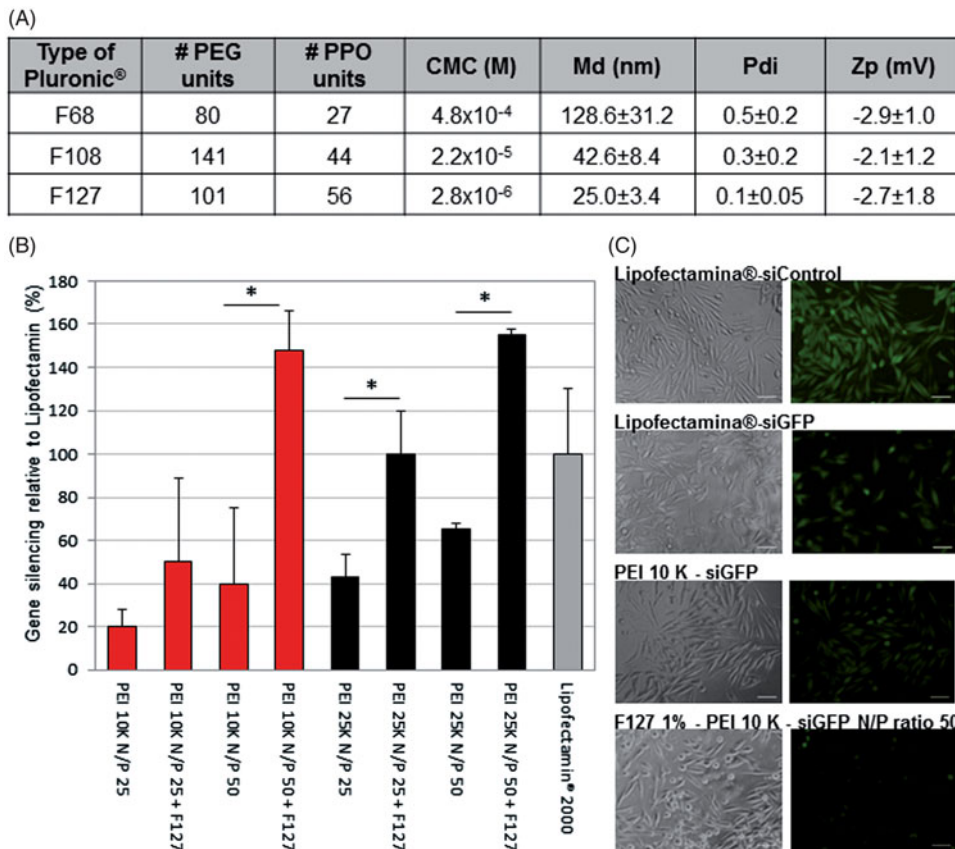 (A)
Type of Pluronic® # PEG units # PPO units CMC (M) Md (nm) Pdi Zp (mV)
F68 80 27 4.8x10⁻⁴ 128.6±31.2 0.5±0.2 -2.9±1.0
F108 141 44 2.2x10⁻⁵ 42.6±8.4 0.3±0.2 -2.1±1.2
F127 101 56 2.8x10⁻⁶ 25.0±3.4 0.1±0.05 -2.7±1.8
(B)
Gene silencing relative to Lipofectamin (%)
180
160
140
120
100
80
60
40
20
0
*
*
*
PEI 10K N/P 25
PEI 10K N/P 25 + F127
PEI 10K N/P 50
PEI 10K N/P 50 + F127
PEI 25K N/P 25
PEI 25K N/P 25 + F127
PEI 25K N/P 50
PEI 25K N/P 50 + F127
Lipofectamin® 2000
(C)
Lipofectamina®-siControl
Lipofectamina®-siGFP
PEI 10 K - siGFP
F127 1% - PEI 10 K - siGFP N/P ratio 50